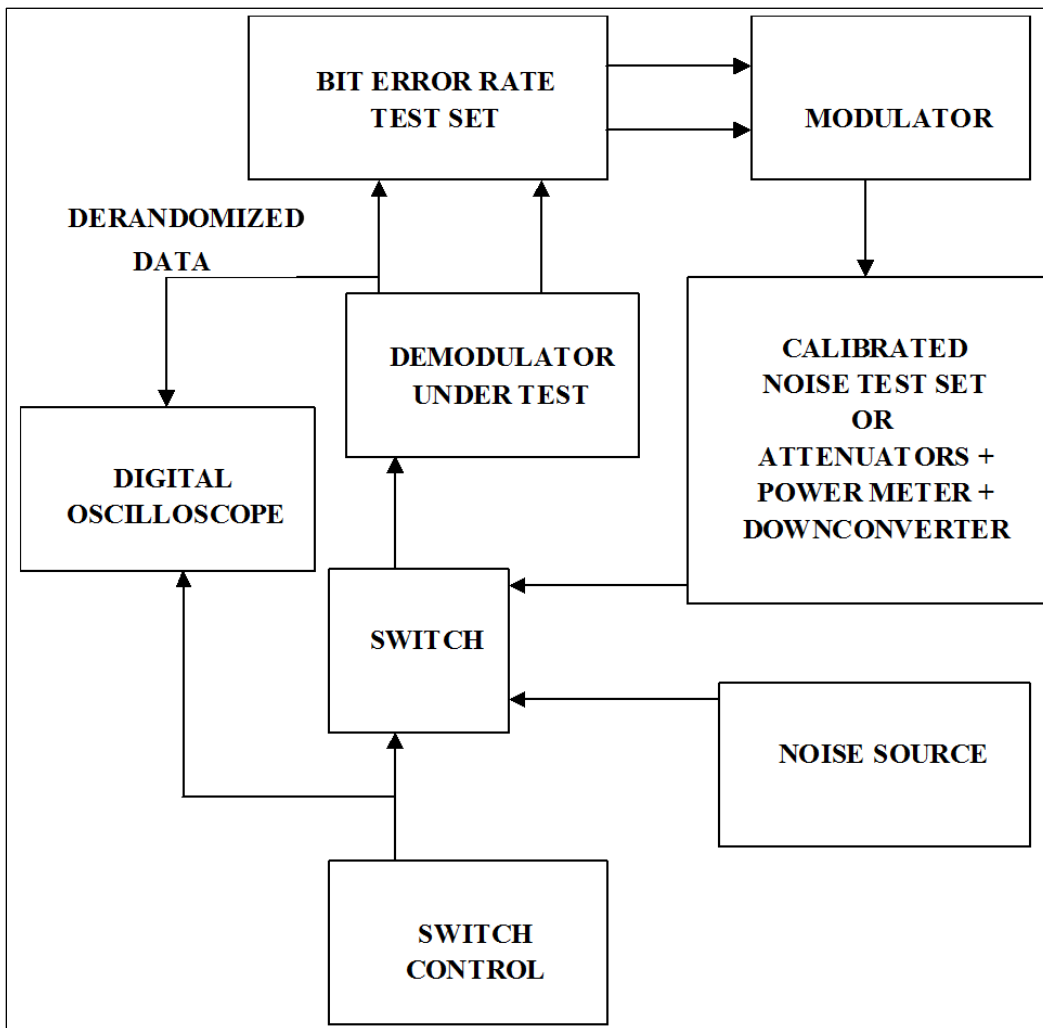 BIT ERROR RATE
TEST SET
MODULATOR
DERANDOMIZED
DATA
DEMODULATOR
UNDER TEST
CALIBRATED
NOISE TEST SET
OR
ATTENUATORS +
POWER METER +
DOWNCONVERTER
DIGITAL
OSCILLOSCOPE
SWITCH
NOISE SOURCE
SWITCH
CONTROL